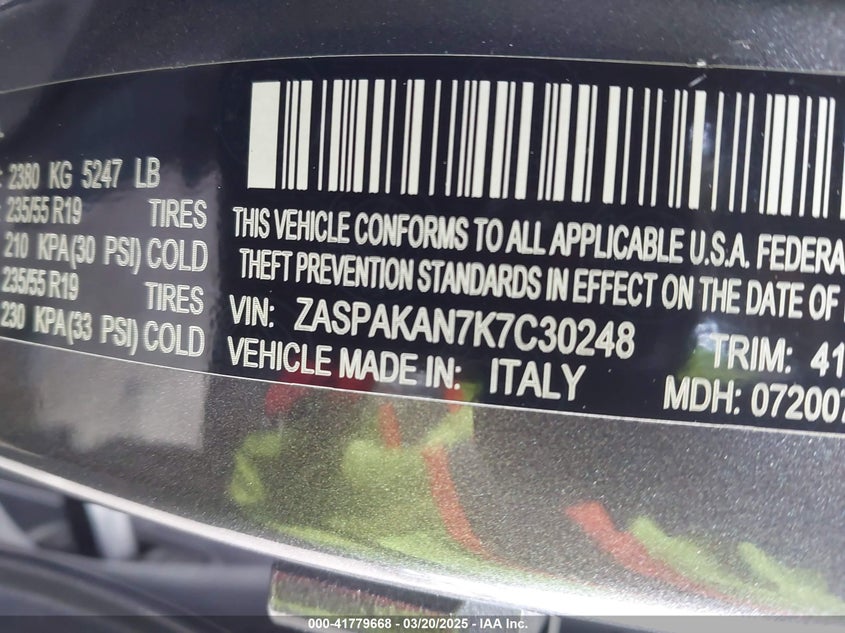 2380 KG 5247 LB
235/55 R19 TIRES
210 KPA(30 PSI) COLD
235/55 R19 TIRES
230 KPA(33 PSI) COLD
THIS VEHICLE CONFORMS TO ALL APPLICABLE U.S.A. FEDERA
THEFT PREVENTION STANDARDS IN EFFECT ON THE DATE OF
VIN: ZASPAKAN7K7C30248
TRIM: 41
VEHICLE MADE IN: ITALY
MDH: 072007
000-41779668 — 03/20/2025 — IAA Inc.